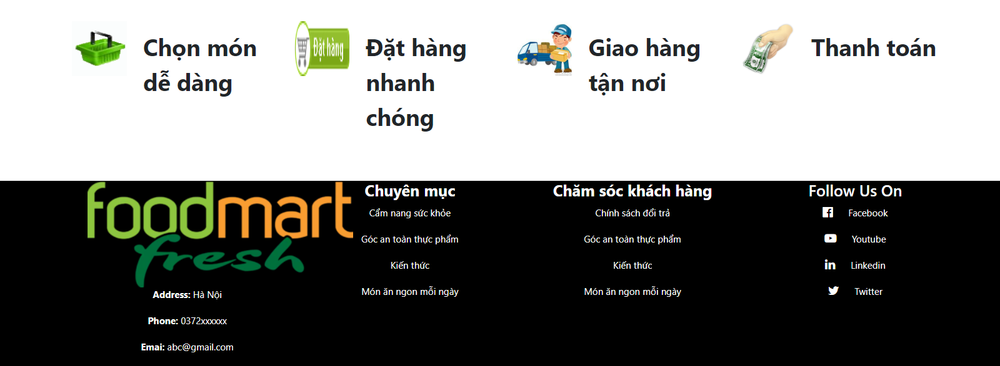 Chọn món
dễ dàng
Đặt hàng
Đặt hàng
nhanh
chóng
Giao hàng
tận nơi
Thanh toán
foodmart
fresh
Address: Hà Nội
Phone: 0372xxxxxx
Emai: abc@gmail.com
Chuyên mục
Cẩm nang sức khỏe
Góc an toàn thực phẩm
Kiến thức
Món ăn ngon mỗi ngày
Chăm sóc khách hàng
Chính sách đổi trả
Góc an toàn thực phẩm
Kiến thức
Món ăn ngon mỗi ngày
Follow Us On
Facebook
Youtube
Linkedin
Twitter